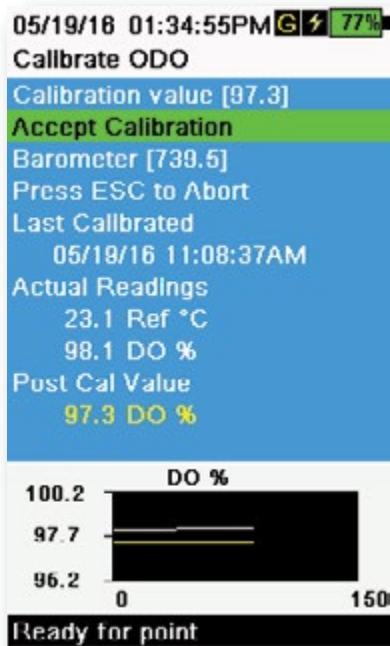 05/19/16 01:34:55PM G 77%
Calibrate ODO
Calibration value [97.3]
Accept Calibration
Barometer [739.5]
Press ESC to Abort
Last Calibrated
05/19/16 11:08:37AM
Actual Readings
23.1 Ref °C
98.1 DO %
Post Cal Value
97.3 DO %
DO %
100.2
97.7
96.2
0 150
Ready for point